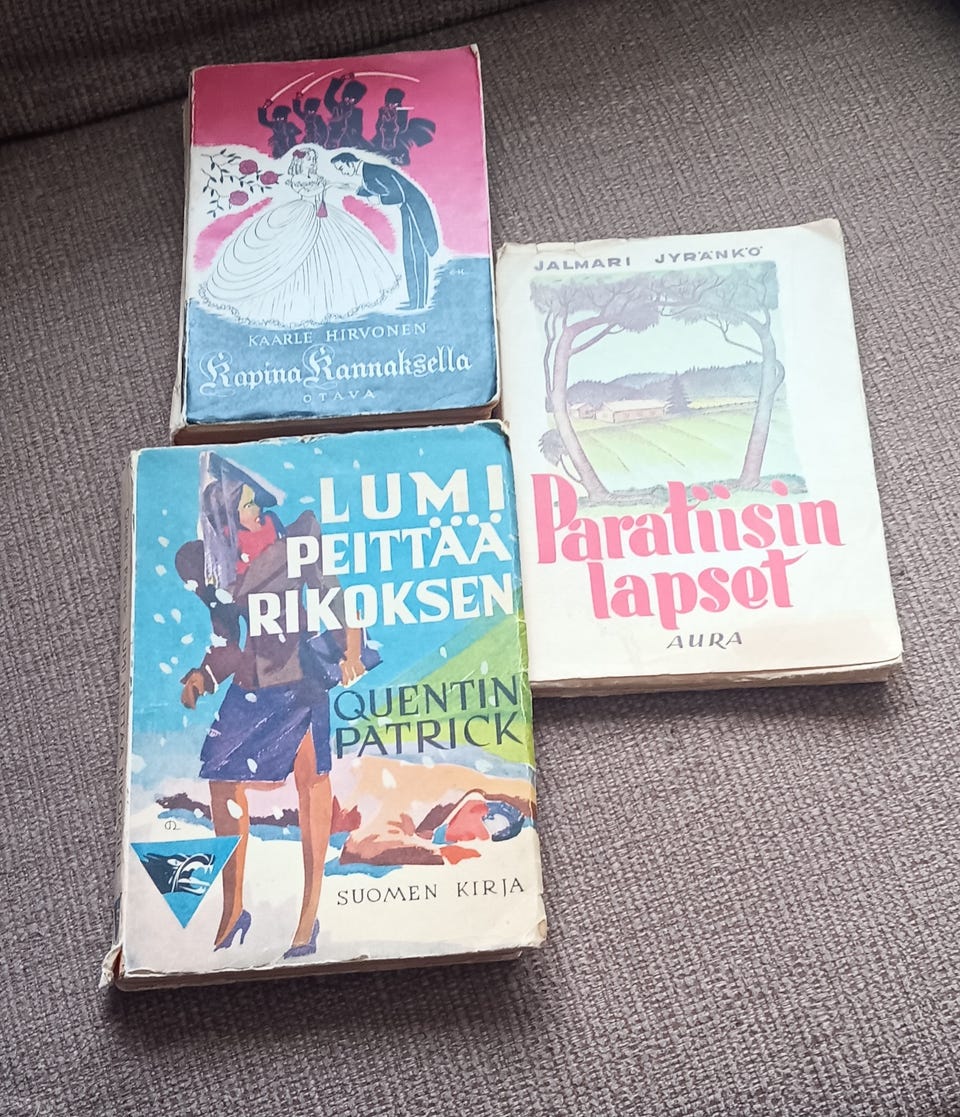 KAARLE HIRVONEN
Kapina Kannaksella
OTAVA
JALMARI JYRÄNKÖ
Paratiisin
lapset
AURA
LUMI
PEITTÄÄ
RIKOKSEN
QUENTIN
PATRICK
SUOMEN KIRJA